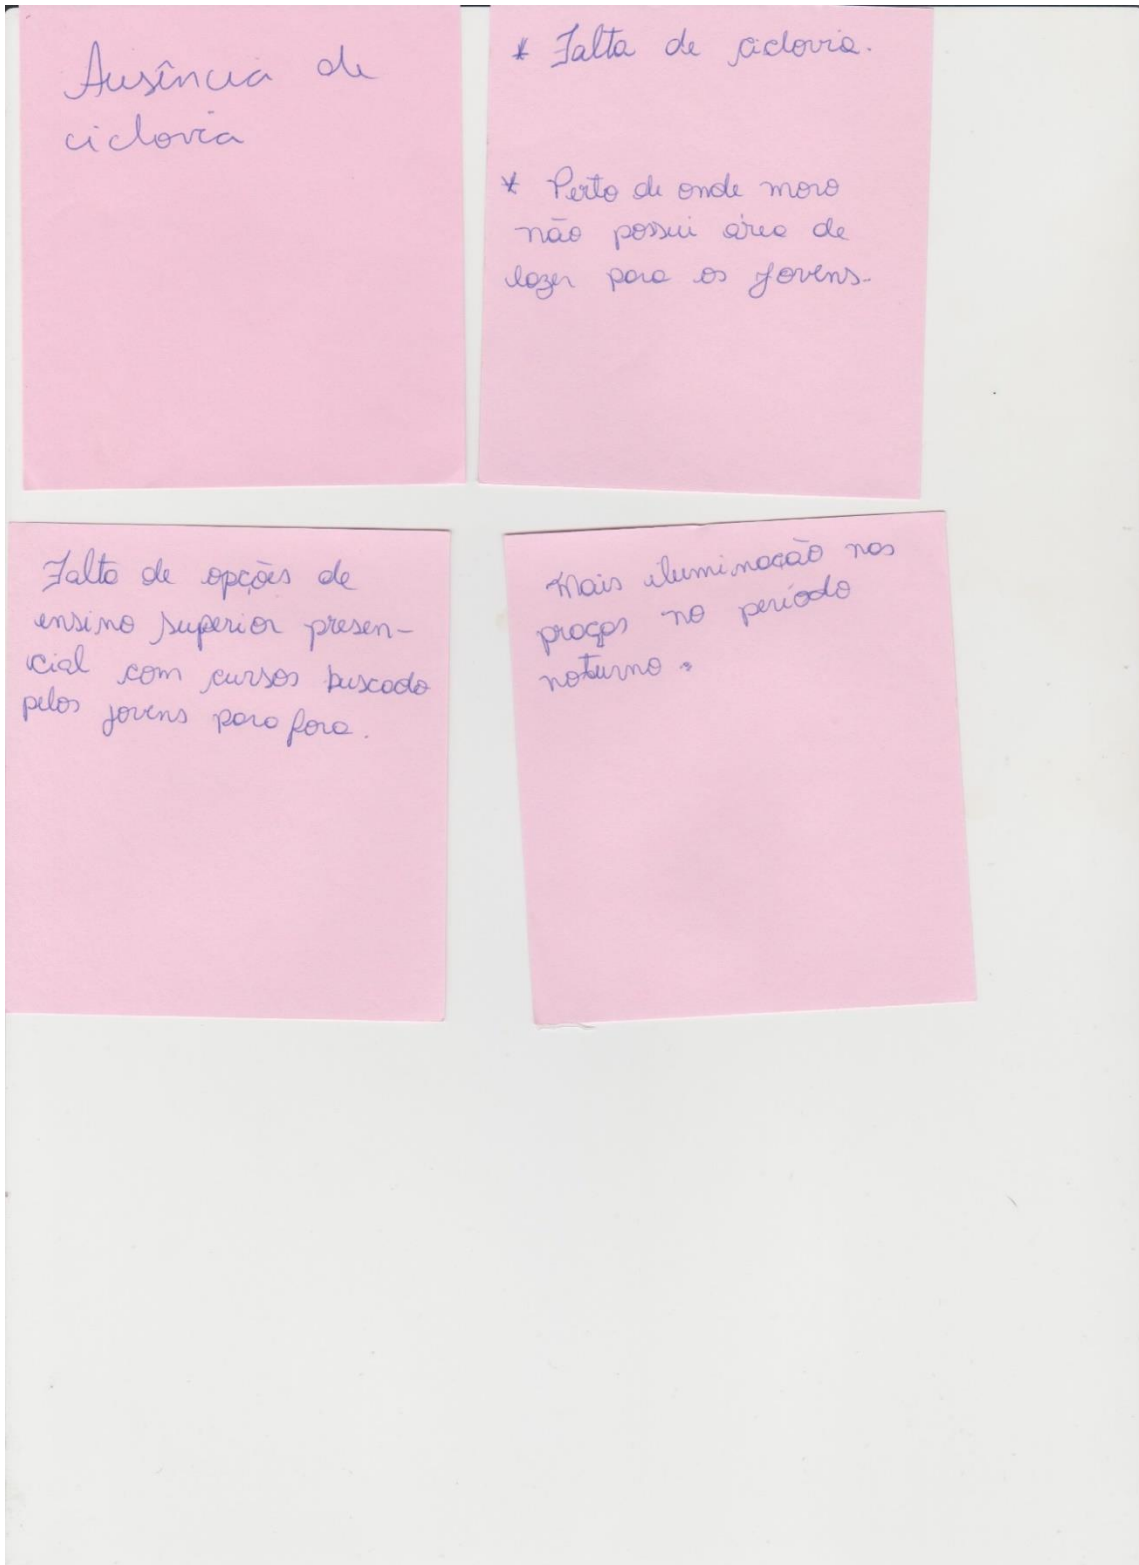 Ausência de
ciclovia
* Falta de ciclovia.
* Perto de onde moro
não possui área de
lazer para os jovens.
Falta de opções de
ensino superior presen-
cial com cursos buscado
pelos jovens para fora.
Mais iluminação nas
praças no período
noturno.